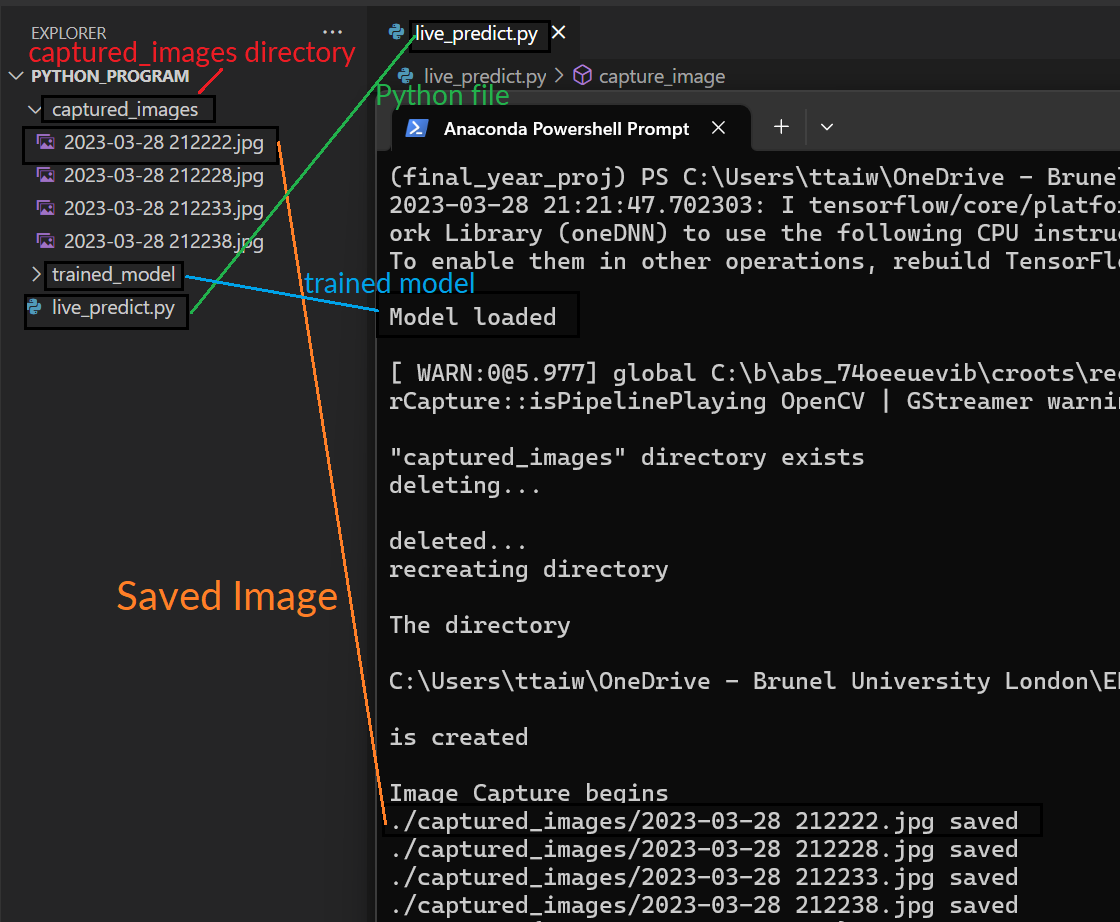 EXPLORER ...
captured_images directory
PYTHON_PROGRAM
captured_images
2023-03-28 212222.jpg
2023-03-28 212228.jpg
2023-03-28 212233.jpg
2023-03-28 212238.jpg
trained_model
live_predict.py
Saved Image
live_predict.py
live_predict.py > capture_image
Python file
Anaconda Powershell Prompt
(final_year_proj) PS C:\Users\ttaiw\OneDrive - Brunel
2023-03-28 21:21:47.702303: I tensorflow/core/platfo
ork Library (oneDNN) to use the following CPU instruc
To enable them in other operations, rebuild TensorFl
trained model
Model loaded
[ WARN:0@5.977] global C:\b\abs_74oeeuevib\croots\rec
rCapture::isPipelinePlaying OpenCV | GStreamer warnin
"captured_images" directory exists
deleting...
deleted...
recreating directory
The directory
C:\Users\ttaiw\OneDrive - Brunel University London\E
is created
Image Capture begins
./captured_images/2023-03-28 212222.jpg saved
./captured_images/2023-03-28 212228.jpg saved
./captured_images/2023-03-28 212233.jpg saved
./captured_images/2023-03-28 212238.jpg saved